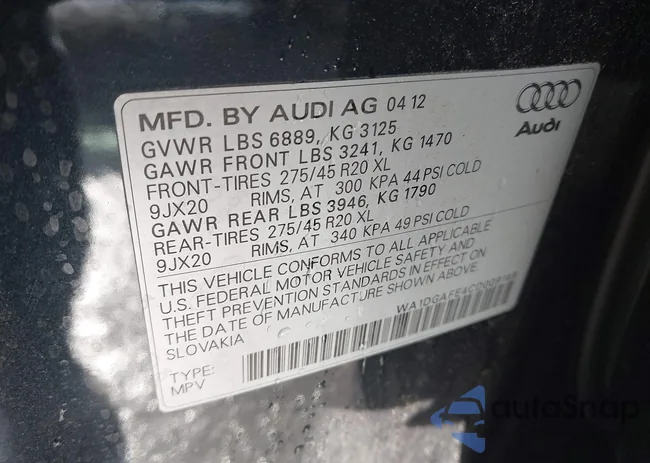 MFD. BY AUDI AG 04 12
Audi
GVWR LBS 6889, KG 3125
GAWR FRONT LBS 3241, KG 1470
FRONT-TIRES 275/45 R20 XL
9JX20 RIMS, AT 300 KPA 44 PSI COLD
GAWR REAR LBS 3946, KG 1790
REAR-TIRES 275/45 R20 XL
9JX20 RIMS, AT 340 KPA 49 PSI COLD
THIS VEHICLE CONFORMS TO ALL APPLICABLE
U.S. FEDERAL MOTOR VEHICLE SAFETY AND
THEFT PREVENTION STANDARDS IN EFFECT ON
THE DATE OF MANUFACTURE SHOWN ABOVE.
SLOVAKIA
TYPE:
MPV
autoSnap